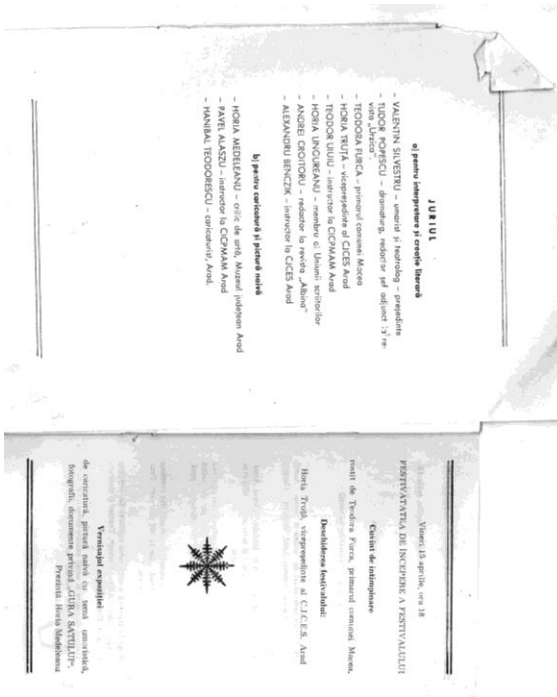 JURIUL
a) pentru interpretare și creație literară
– VALENTIN SILVESTRU – umorist și teatrolog – președinte
– TUDOR POPESCU – dramaturg, redactor șef adjunct la re-
vista „Urzica”.
– TEODORA FURCA – primarul comunei Macea
– HORIA TRUȚĂ – vicepreședinte al CJCES Arad
– TEODOR UIUIU – instructor la CICPMAM Arad
– HORIA UNGUREANU – membru al Uniunii scriitorilor
– ANDREI CROITORU – redactor la revista „Albina”
– ALEXANDRU BENCZIK – instructor la CJCES Arad
b) pentru caricatură și pictură naivă
– HORIA MEDELEANU – critic de artă, Muzeul județean Arad
– PAVEL ALASZU – instructor la CICPMAM Arad
– HANIBAL TEODORESCU – caricaturist, Arad.
Vineri 15 aprilie, ora 18
FESTIVITATEA DE ÎNCEPERE A FESTIVALULUI
Cuvînt de întîmpinare
rostit de Teodora Furca, primarul comunei Macea,
Deschiderea festivalului:
Horia Truță, vicepreședinte al C.J.C.E.S. Arad
Vernisajul expoziției
de caricatură, pictură naivă cu temă umoristică,
fotografii, documente privind „GURA SATULUI”.
Prezintă Horia Medeleanu